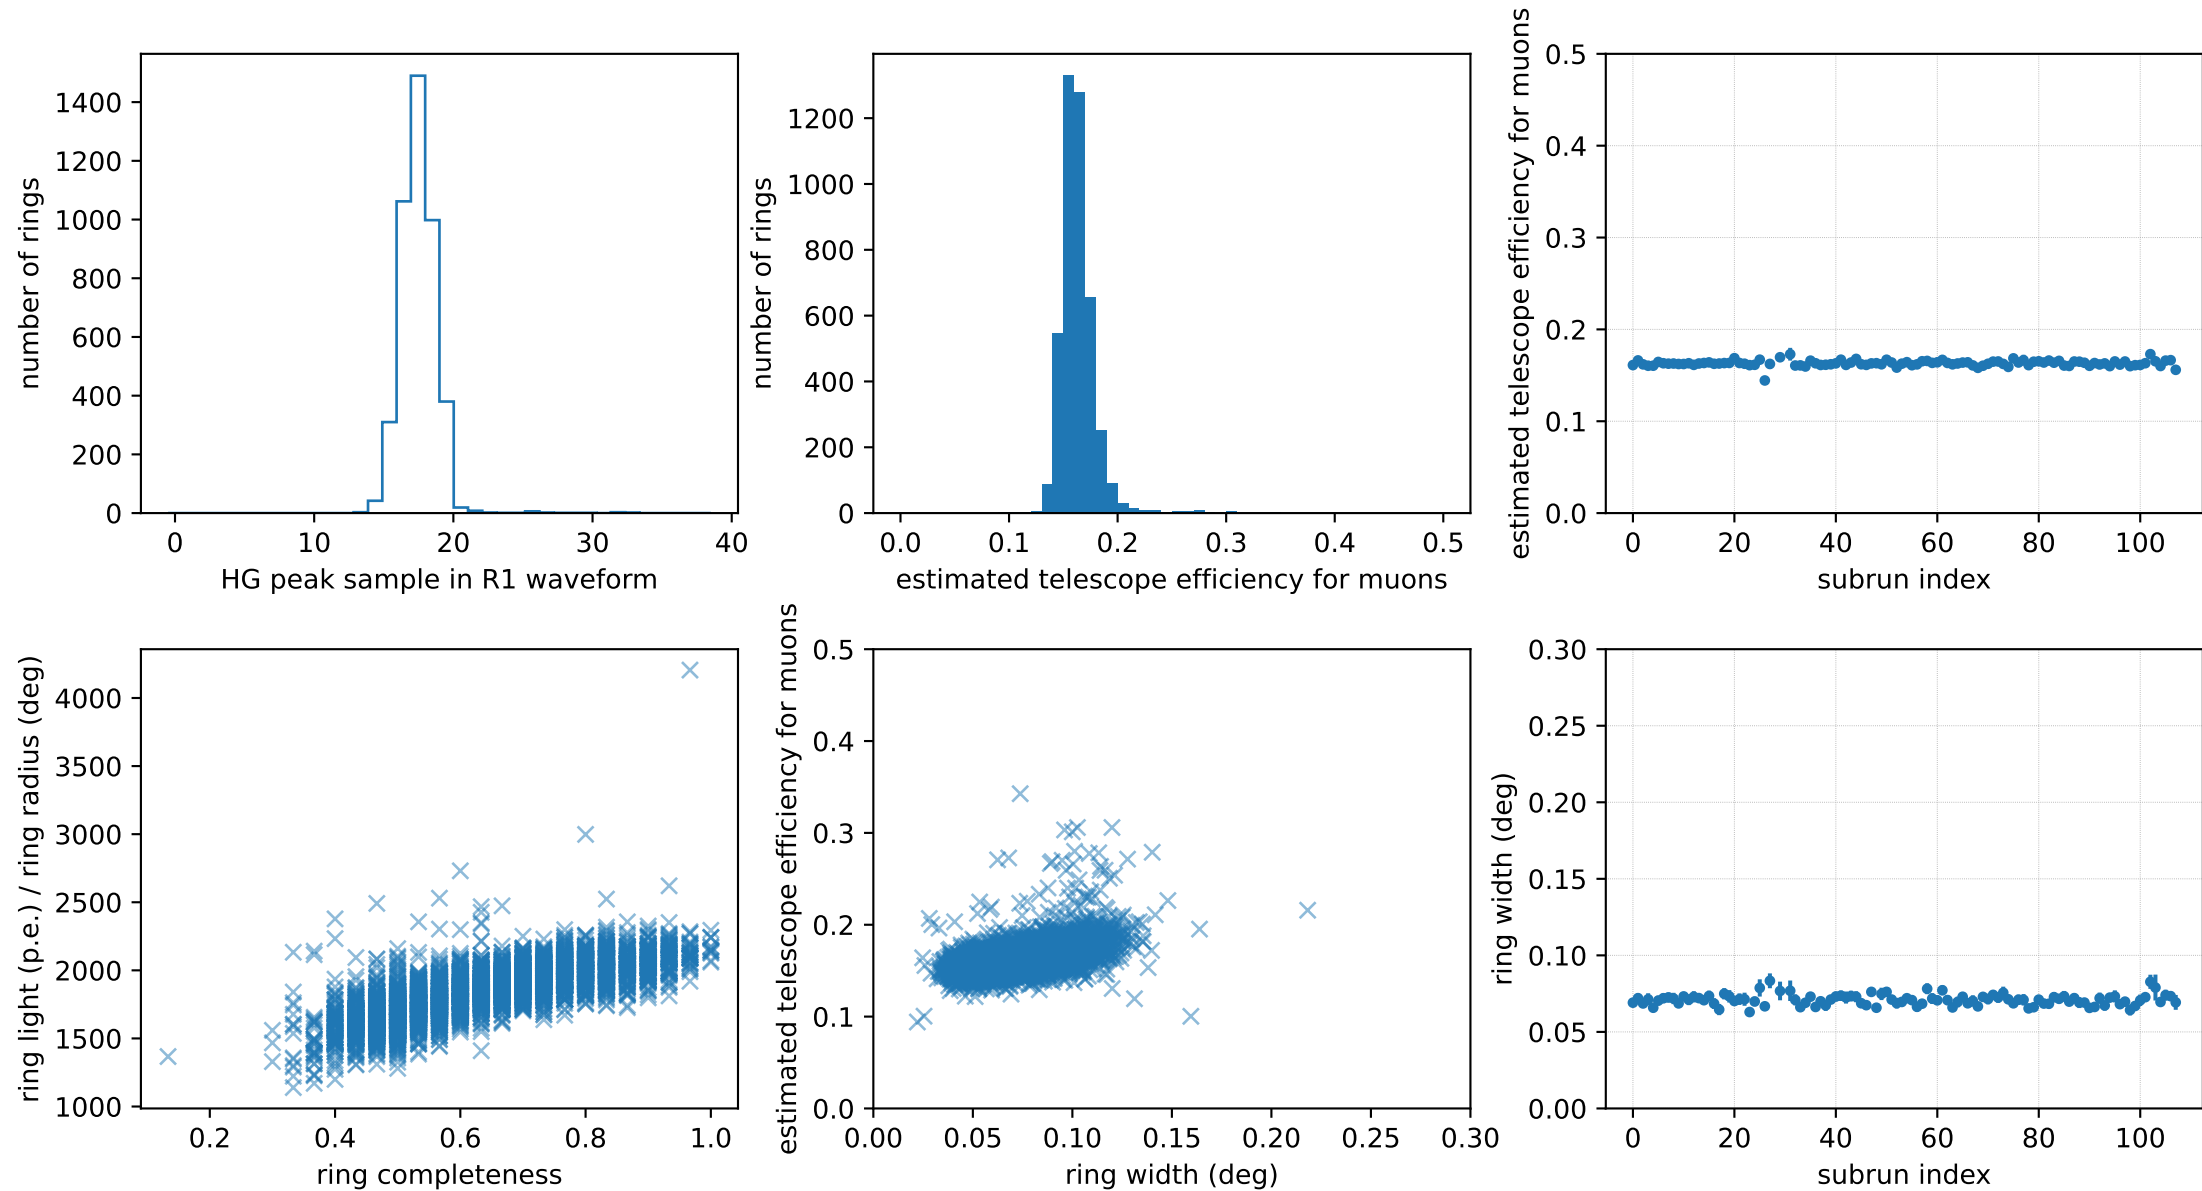 number of rings
1400
1200
1000
800
600
400
200
0
0 10 20 30 40
HG peak sample in R1 waveform
number of rings
1200
1000
800
600
400
200
0
0.0 0.1 0.2 0.3 0.4 0.5
estimated telescope efficiency for muons
estimated telescope efficiency for muons
0.5
0.4
0.3
0.2
0.1
0.0
0 20 40 60 80 100
subrun index
ring light (p.e.) / ring radius (deg)
4000
3500
3000
2500
2000
1500
1000
0.2 0.4 0.6 0.8 1.0
ring completeness
estimated telescope efficiency for muons
0.5
0.4
0.3
0.2
0.1
0.0
0.00 0.05 0.10 0.15 0.20 0.25 0.30
ring width (deg)
ring width (deg)
0.30
0.25
0.20
0.15
0.10
0.05
0.00
0 20 40 60 80 100
subrun index